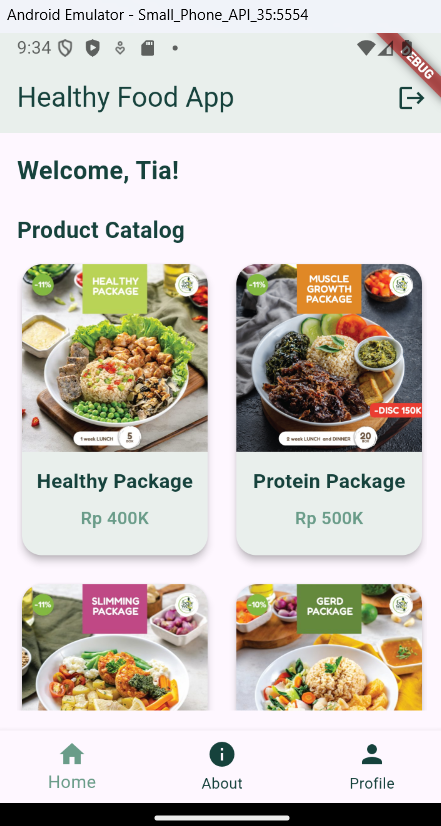 Android Emulator - Small_Phone_API_35:5554
9:34
Healthy Food App
Welcome, Tia!
Product Catalog
-11%
HEALTHY
PACKAGE
1 week LUNCH
5
-11%
MUSCLE
GROWTH
PACKAGE
-DISC 150K
2 week LUNCH and DINNER
20
Healthy Package
Rp 400K
Protein Package
Rp 500K
-11%
SLIMMING
PACKAGE
-10%
GERD
PACKAGE
Home
About
Profile